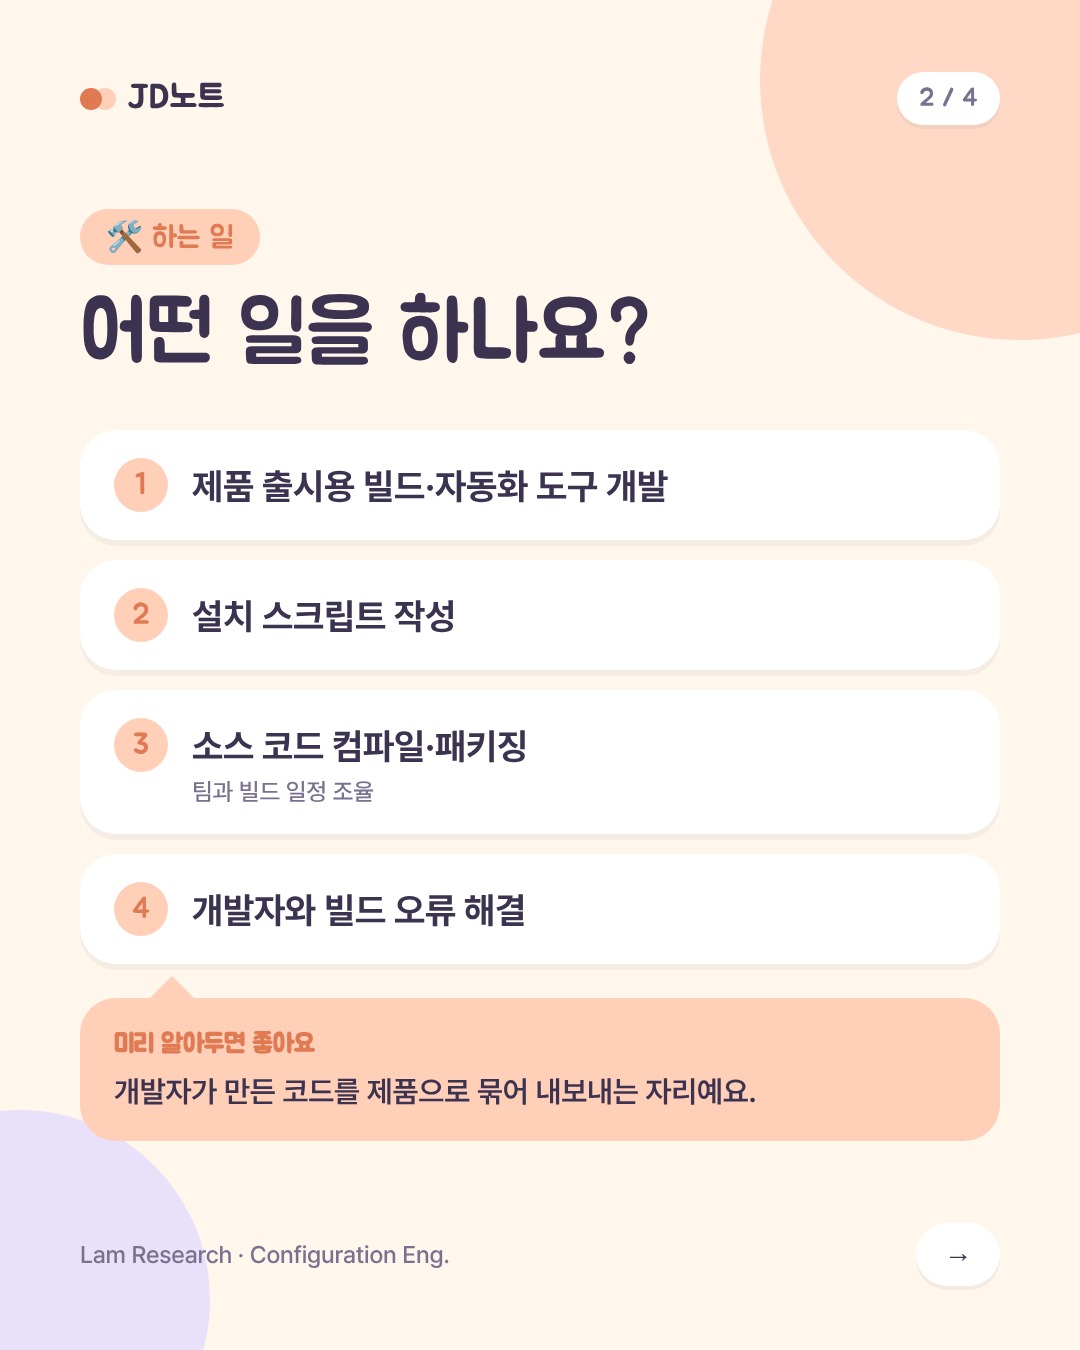 JD노트
2 / 4
🛠️ 하는 일
어떤 일을 하나요?
1 제품 출시용 빌드·자동화 도구 개발
2 설치 스크립트 작성
3 소스 코드 컴파일·패키징
팀과 빌드 일정 조율
4 개발자와 빌드 오류 해결
미리 알아두면 좋아요
개발자가 만든 코드를 제품으로 묶어 내보내는 자리예요.
Lam Research · Configuration Eng.
→